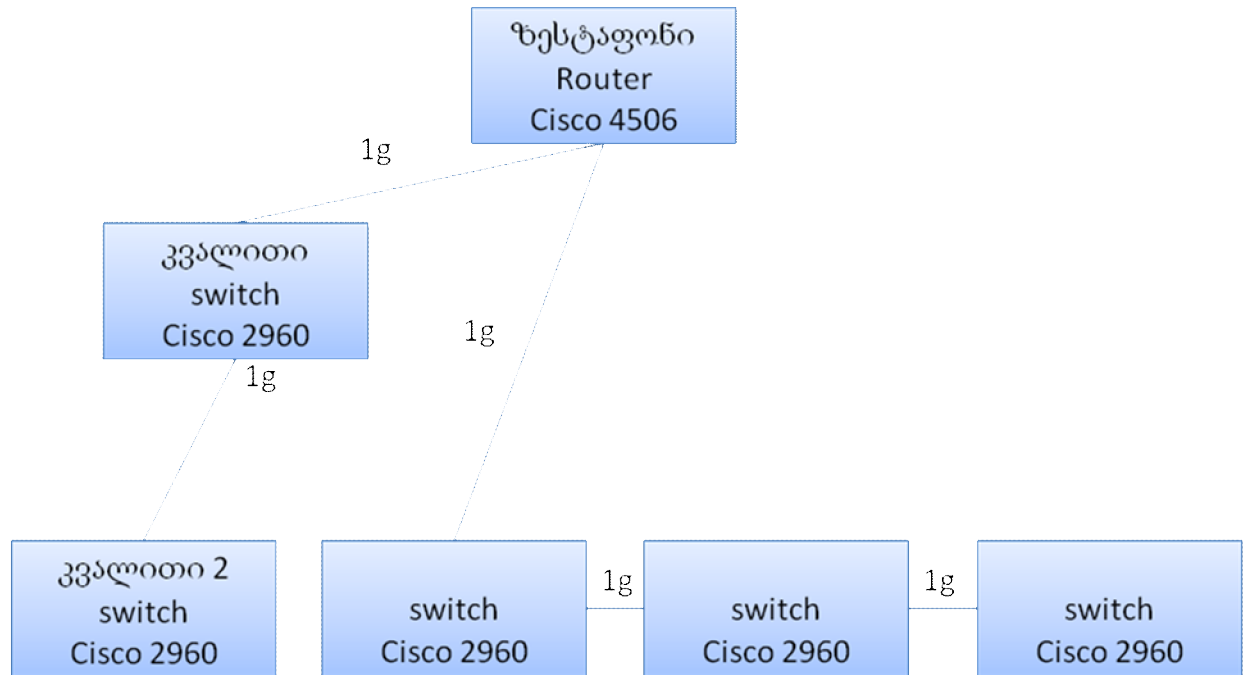 ზესტაფონი
Router
Cisco 4506
1g
კვალითი
switch
Cisco 2960
1g
1g
კვალითი 2
switch
Cisco 2960
switch
Cisco 2960
1g
switch
Cisco 2960
1g
switch
Cisco 2960